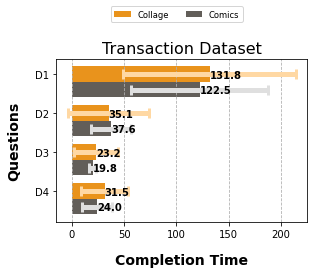 Collage Comics
Transaction Dataset
Questions
D1 131.8
122.5
D2 35.1
37.6
D3 23.2
19.8
D4 31.5
24.0
0 50 100 150 200
Completion Time